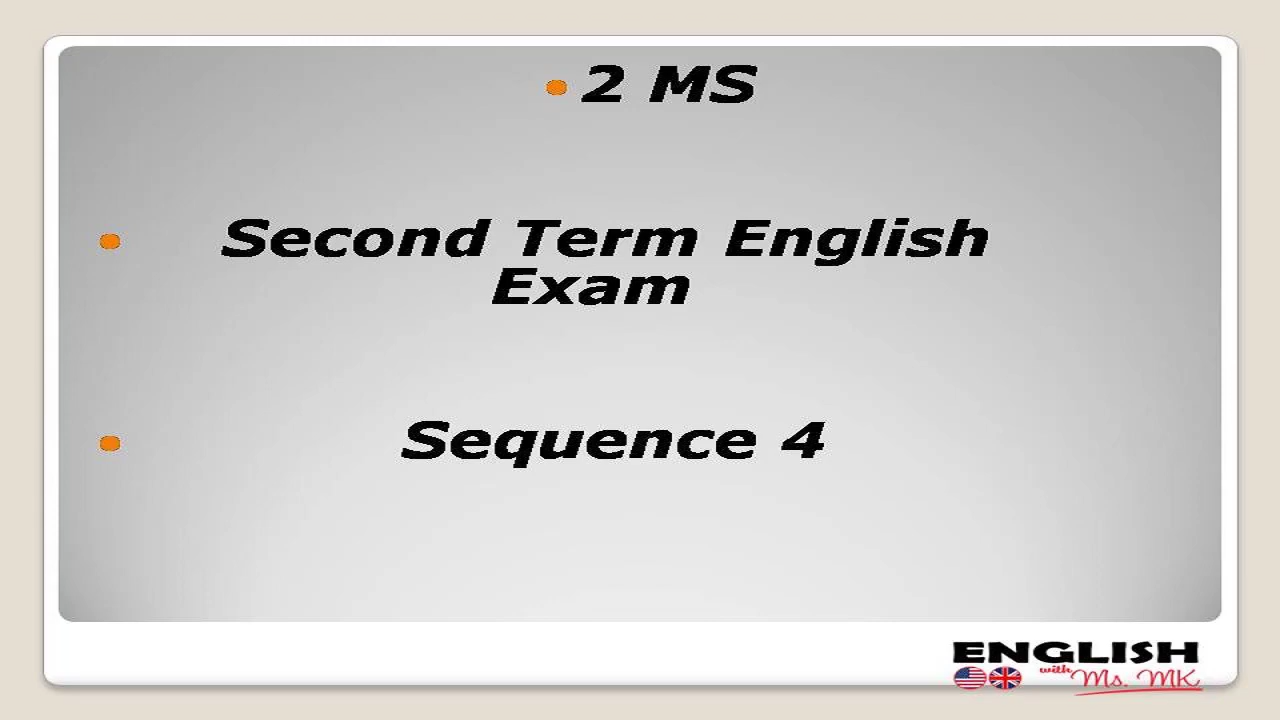 2 MS
Second Term English
Exam
Sequence 4
ENGLISH
with Ms. MK